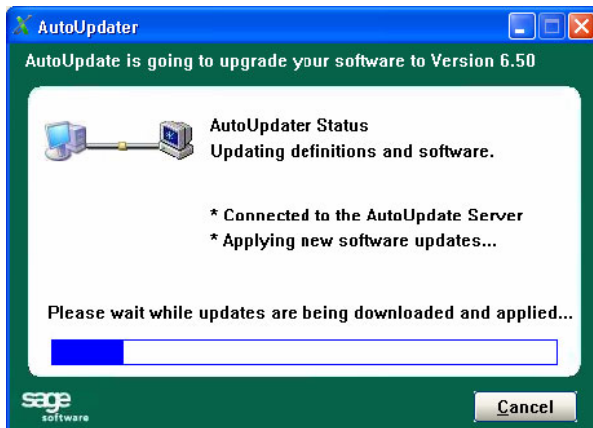 AutoUpdater
AutoUpdate is going to upgrade your software to Version 6.50
AutoUpdater Status
Updating definitions and software.
* Connected to the AutoUpdate Server
* Applying new software updates...
Please wait while updates are being downloaded and applied...
sage
software
Cancel